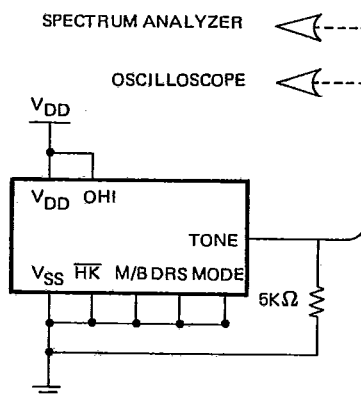 SPECTRUM ANALYZER
OSCILLOSCOPE
VDD
VDD OHI
TONE
VSS HK M/B DRS MODE
5KΩ